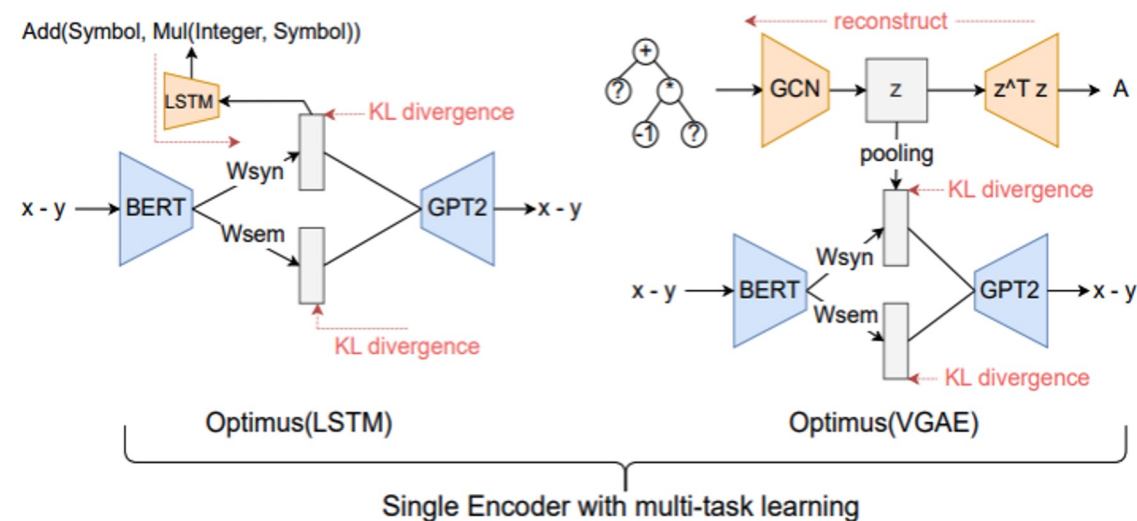 Add(Symbol, Mul(Integer, Symbol))
LSTM
KL divergence
x - y
BERT
Wsyn
Wsem
GPT2
x - y
KL divergence
Optimus(LSTM)
reconstruct
+
?
*
-1
?
GCN
z
z^T z
A
pooling
KL divergence
x - y
BERT
Wsyn
Wsem
GPT2
x - y
KL divergence
Optimus(VGAE)
Single Encoder with multi-task learning